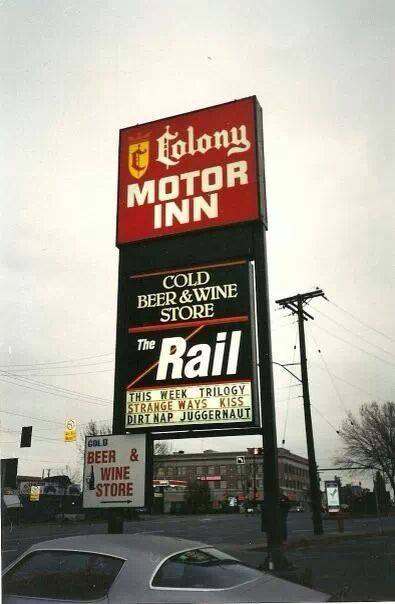 Colony
MOTOR
INN
COLD
BEER & WINE
STORE
The Rail
THIS WEEK TRILOGY
STRANGE WAYS KISS
DIRT NAP JUGGERNAUT
COLD
BEER &
WINE
STORE